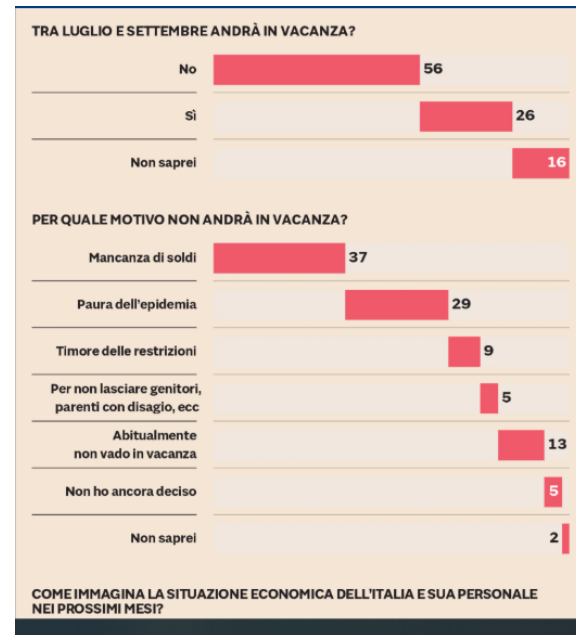 TRA LUGLIO E SETTEMBRE ANDRÀ IN VACANZA?
No 56
Sì 26
Non saprei 16
PER QUALE MOTIVO NON ANDRÀ IN VACANZA?
Mancanza di soldi 37
Paura dell'epidemia 29
Timore delle restrizioni 9
Per non lasciare genitori,
parenti con disagio, ecc 5
Abitualmente
non vado in vacanza 13
Non ho ancora deciso 5
Non saprei 2
COME IMMAGINA LA SITUAZIONE ECONOMICA DELL'ITALIA E SUA PERSONALE
NEI PROSSIMI MESI?